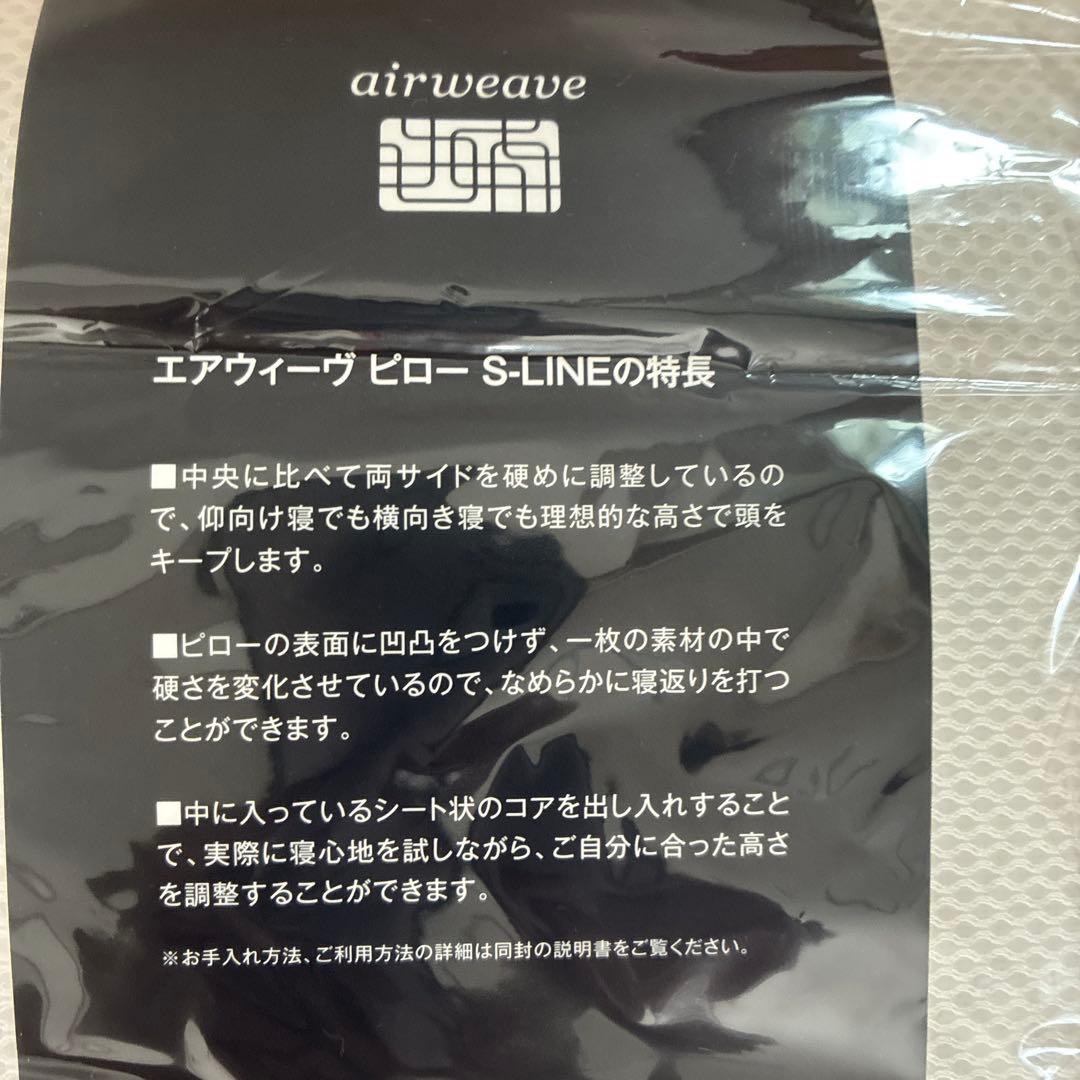 airweave
エアウィーヴ ピロー S-LINEの特長
■中央に比べて両サイドを硬めに調整しているの
で、仰向け寝でも横向き寝でも理想的な高さで頭を
キープします。
■ピローの表面に凹凸をつけず、一枚の素材の中で
硬さを変化させているので、なめらかに寝返りを打つ
ことができます。
■中に入っているシート状のコアを出し入れすること
で、実際に寝心地を試しながら、ご自分に合った高さ
を調整することができます。
※お手入れ方法、ご利用方法の詳細は同封の説明書をご覧ください。